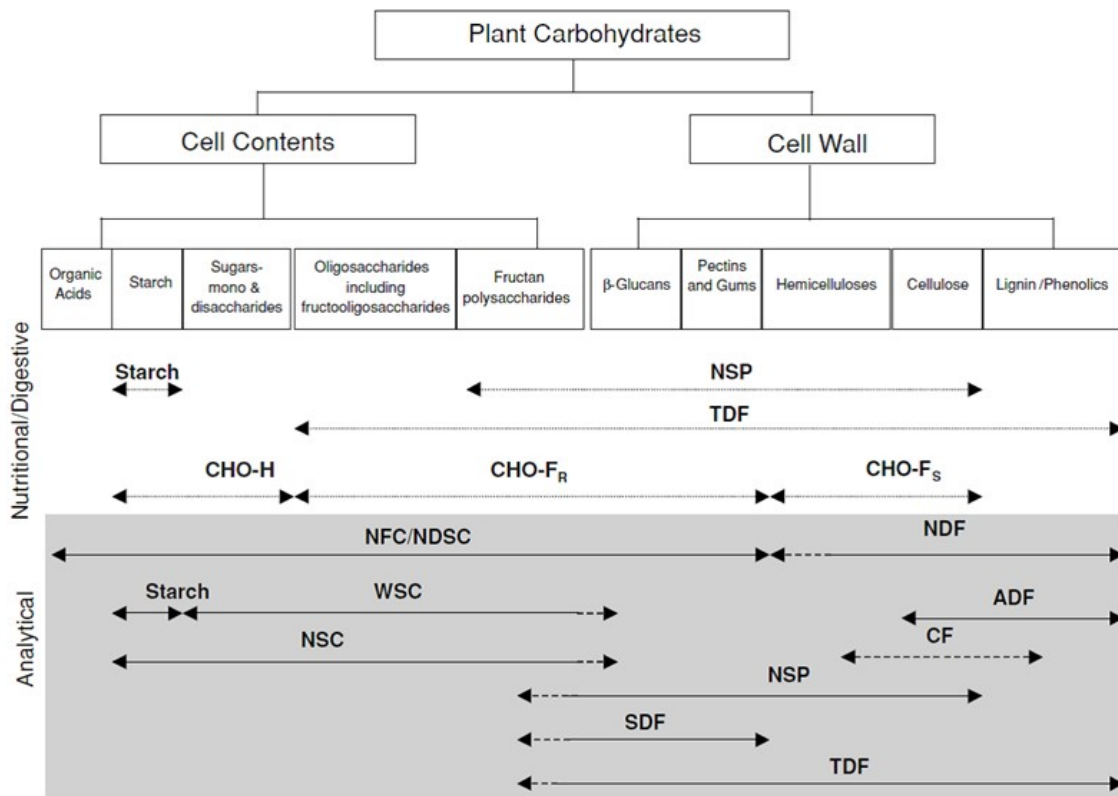 Plant Carbohydrates
Cell Contents
Cell Wall
Organic
Acids
Starch
Sugars-
mono &
disaccharides
Oligosaccharides
including
fructooligosaccharides
Fructan
polysaccharides
β-Glucans
Pectins
and Gums
Hemicelluloses
Cellulose
Lignin /Phenolics
Nutritional/Digestive
Starch
NSP
TDF
CHO-H
CHO-FR
CHO-FS
Analytical
NFC/NDSC
NDF
Starch
WSC
ADF
NSC
CF
NSP
SDF
TDF